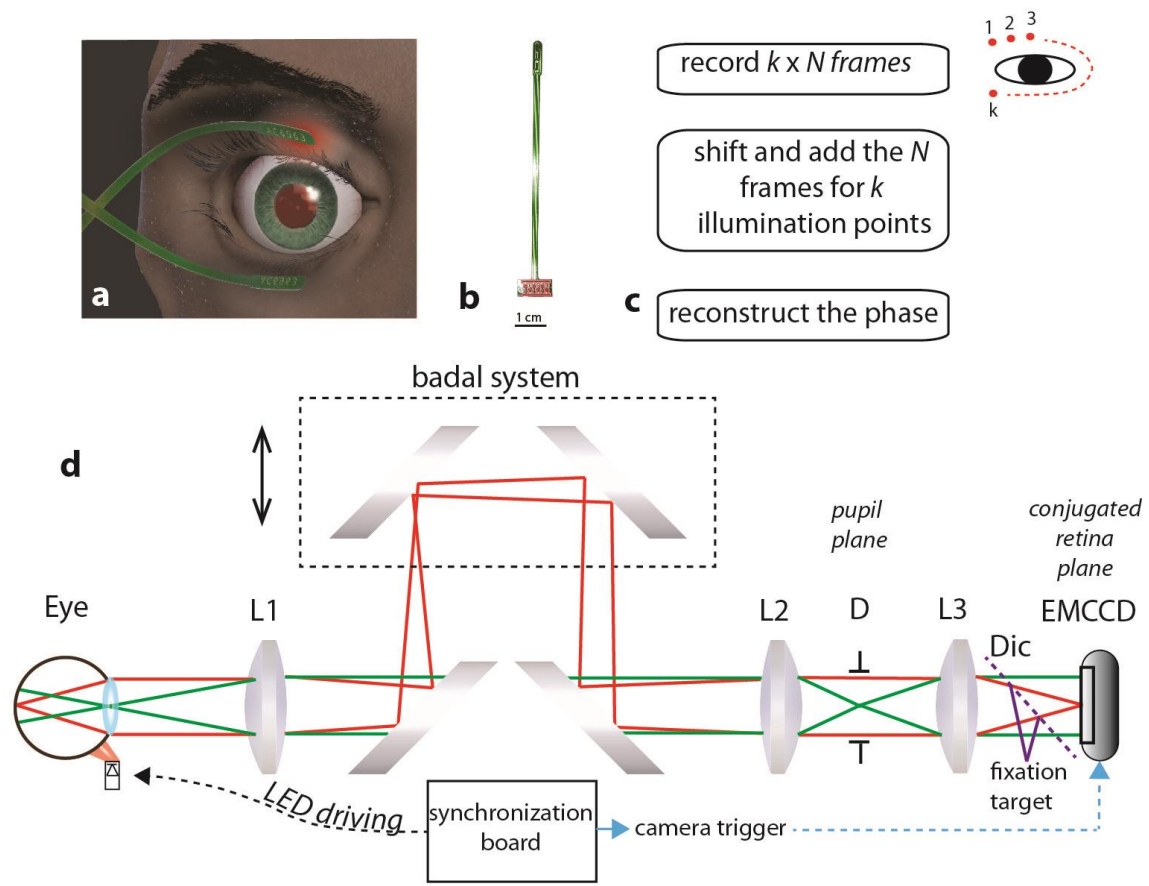 a
b
1 cm
c
record k x N frames
1
2
3
k
shift and add the N
frames for k
illumination points
reconstruct the phase
d
badal system
pupil
plane
conjugated
retina
plane
Eye
L1
L2
D
L3
EMCCD
Dic
fixation
target
LED driving
synchronization
board
camera trigger